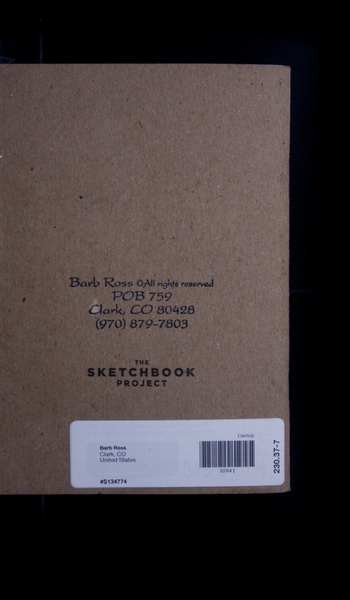 Barb Ross ©;All rights reserved
POB 759
Clark, CO 80428
(970) 879-7803
THE
SKETCHBOOK
PROJECT
Central
Barb Ross
Clark, CO
United States
#S134774
230.37-7